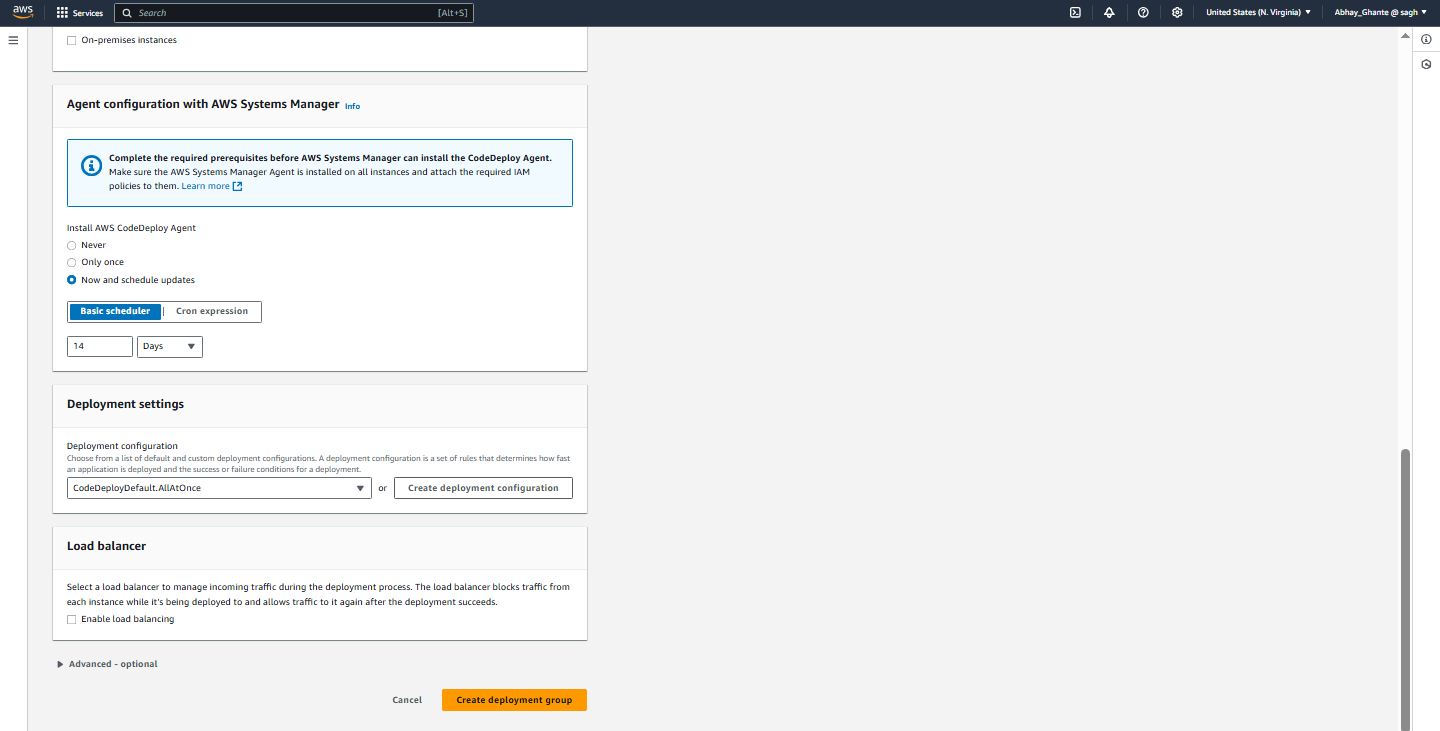 aws
Services
Search
[Alt+S]
United States (N. Virginia)
Abhay_Ghante @ sagh
On-premises instances
Agent configuration with AWS Systems Manager Info
Complete the required prerequisites before AWS Systems Manager can install the CodeDeploy Agent.
Make sure the AWS Systems Manager Agent is installed on all instances and attach the required IAM
policies to them. Learn more
Install AWS CodeDeploy Agent
Never
Only once
Now and schedule updates
Basic scheduler | Cron expression
14 Days
Deployment settings
Deployment configuration
Choose from a list of default and custom deployment configurations. A deployment configuration is a set of rules that determines how fast
an application is deployed and the success or failure conditions for a deployment.
CodeDeployDefault.AllAtOnce or Create deployment configuration
Load balancer
Select a load balancer to manage incoming traffic during the deployment process. The load balancer blocks traffic from
each instance while it's being deployed to and allows traffic to it again after the deployment succeeds.
Enable load balancing
Advanced - optional
Cancel Create deployment group